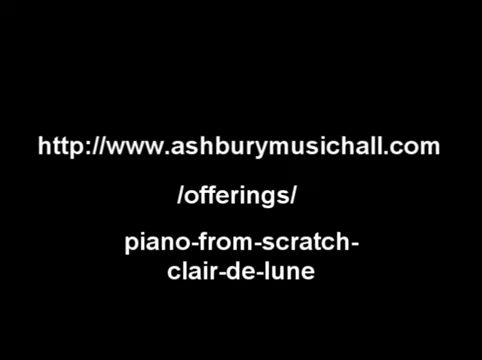 http://www.ashburymusichall.com
/offerings/
piano-from-scratch-
clair-de-lune